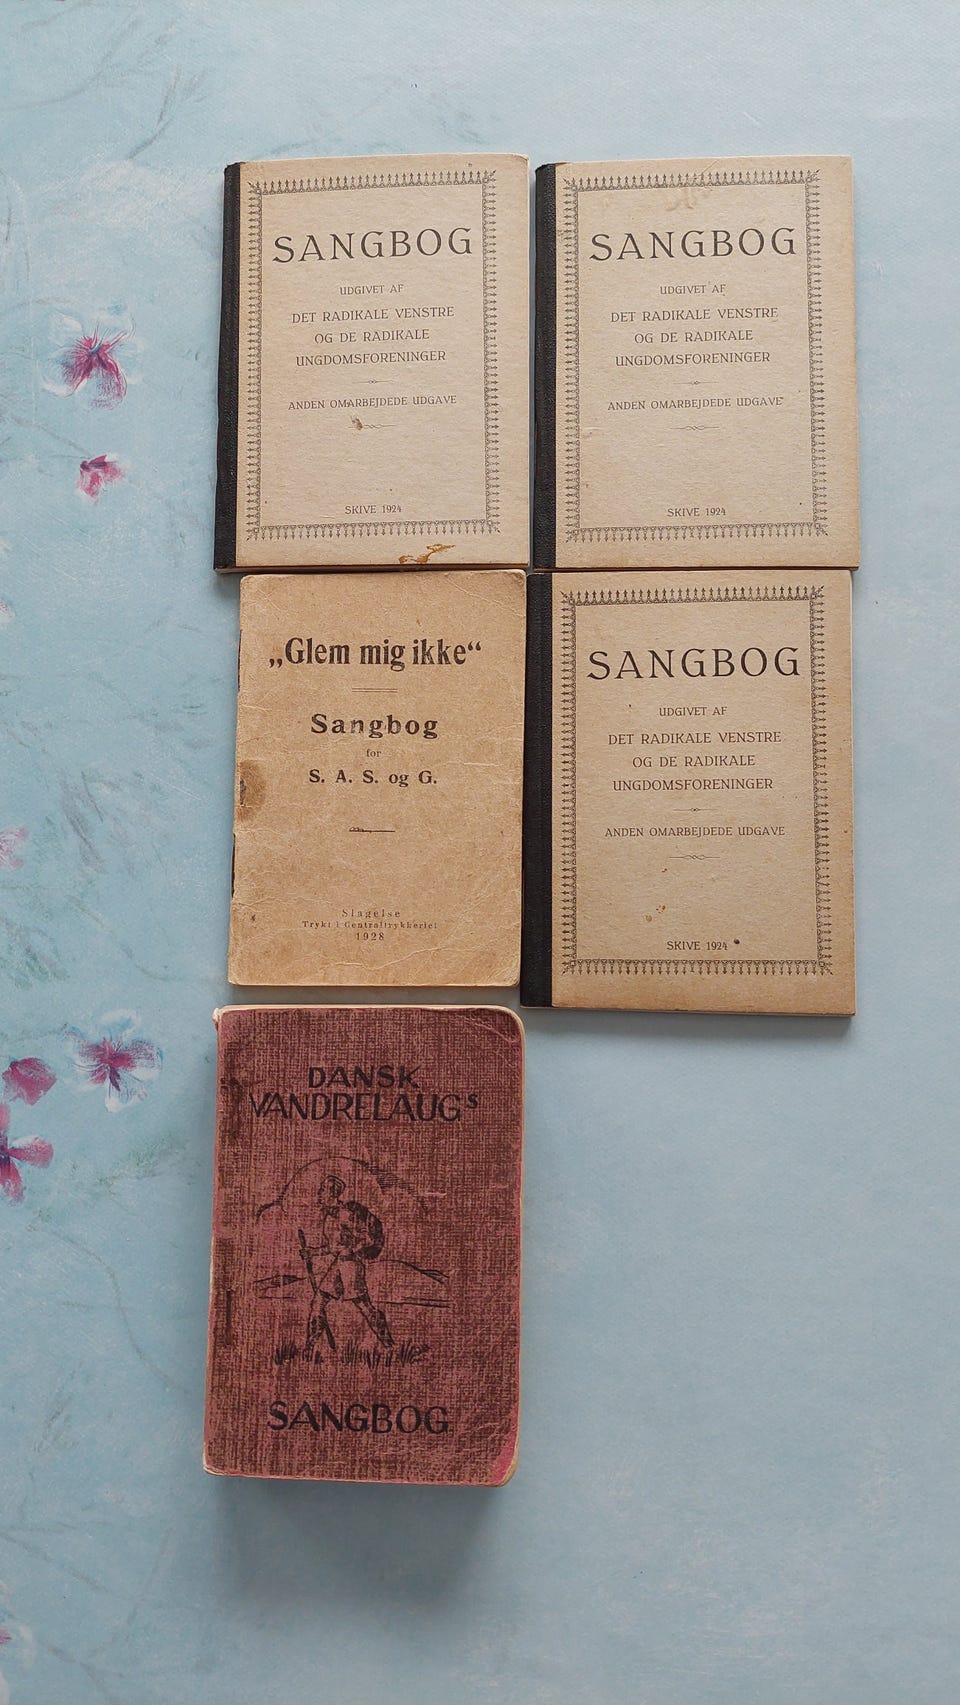 SANGBOG
UDGIVET AF
DET RADIKALE VENSTRE
OG DE RADIKALE
UNGDOMSFORENINGER
ANDEN OMARBEJDEDE UDGAVE
SKIVE 1924
SANGBOG
UDGIVET AF
DET RADIKALE VENSTRE
OG DE RADIKALE
UNGDOMSFORENINGER
ANDEN OMARBEJDEDE UDGAVE
SKIVE 1924
„Glem mig ikke“
Sangbog
for
S. A. S. og G.
Slagelse
Trykt i Centraltrykkeriet
1928
SANGBOG
UDGIVET AF
DET RADIKALE VENSTRE
OG DE RADIKALE
UNGDOMSFORENINGER
ANDEN OMARBEJDEDE UDGAVE
SKIVE 1924
DANSK
VANDRELAUGS
SANGBOG